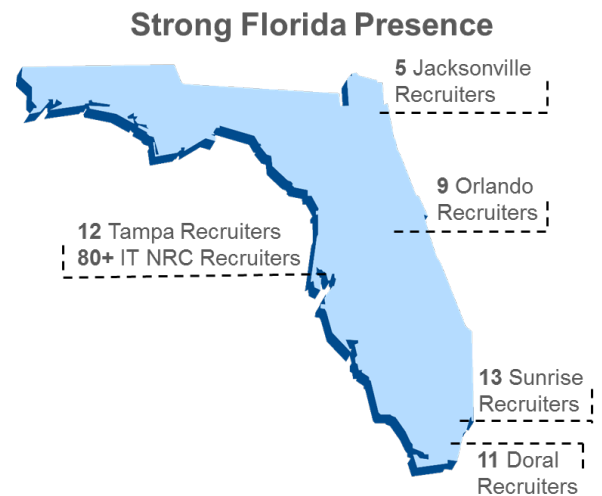 Strong Florida Presence
5 Jacksonville
Recruiters
9 Orlando
Recruiters
12 Tampa Recruiters
80+ IT NRC Recruiters
13 Sunrise
Recruiters
11 Doral
Recruiters